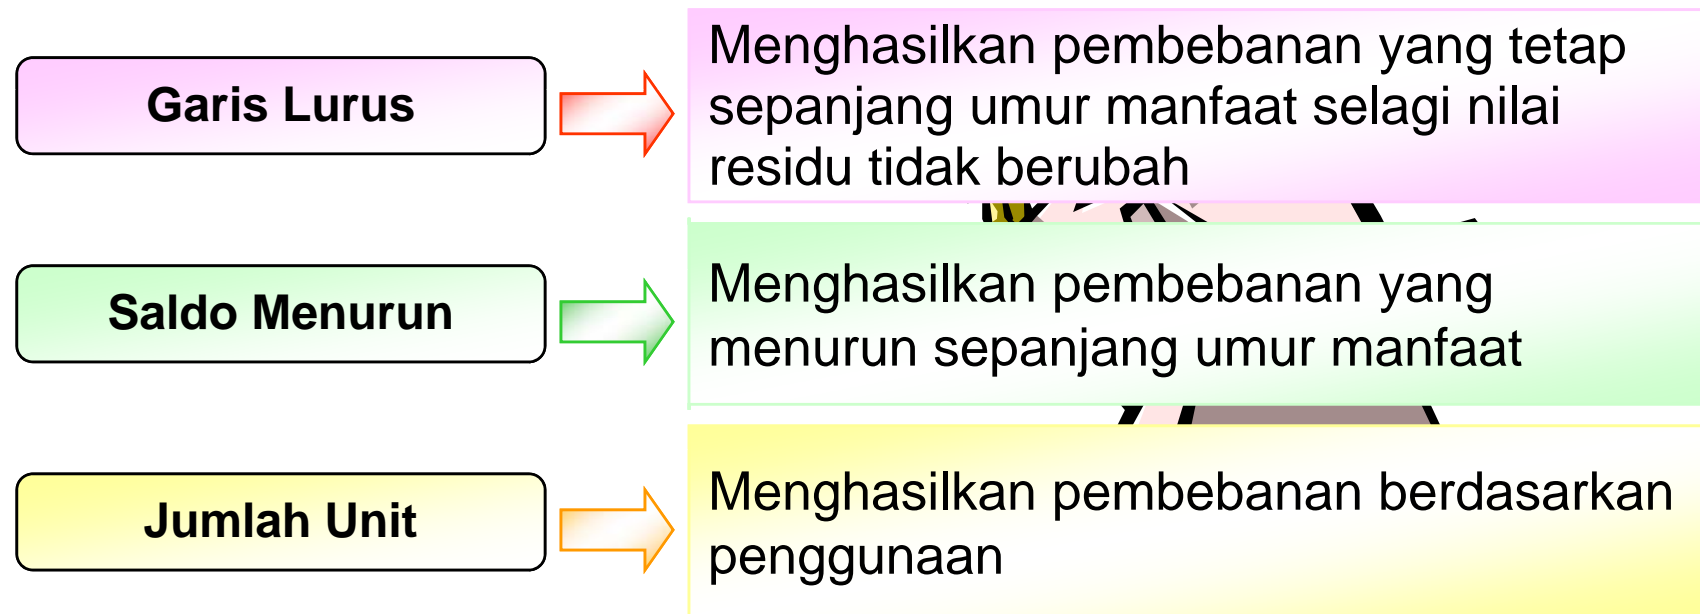 Garis Lurus
Menghasilkan pembebanan yang tetap
sepanjang umur manfaat selagi nilai
residu tidak berubah
Saldo Menurun
Menghasilkan pembebanan yang
menurun sepanjang umur manfaat
Jumlah Unit
Menghasilkan pembebanan berdasarkan
penggunaan